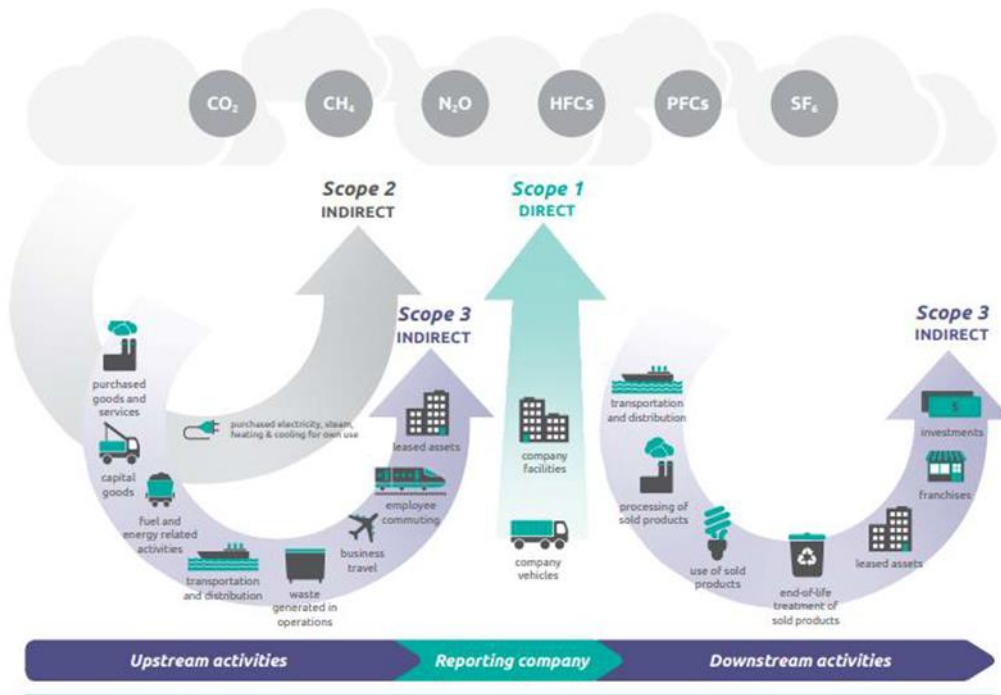 CO₂
CH₄
N₂O
HFCs
PFCs
SF₆
Scope 2
INDIRECT
Scope 1
DIRECT
Scope 3
INDIRECT
Scope 3
INDIRECT
purchased
goods and
services
capital
goods
fuel and
energy related
activities
transportation
and distribution
waste
generated in
operations
business
travel
employee
commuting
leased assets
purchased electricity, steam,
heating & cooling for own use
company
facilities
company
vehicles
transportation
and distribution
processing of
sold products
use of sold
products
end-of-life
treatment of
sold products
leased assets
franchises
investments
$
Upstream activities
Reporting company
Downstream activities